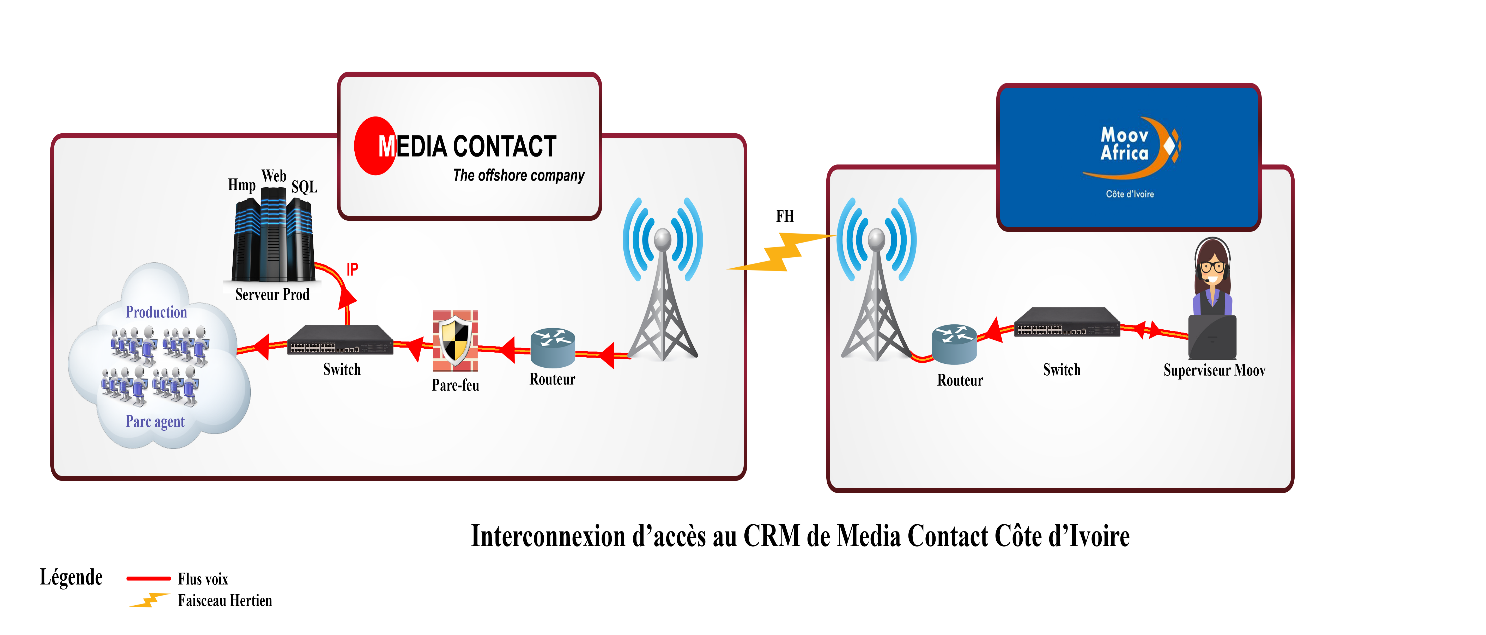 MEDIA CONTACT
The offshore company
Moov
Africa
Côte d'Ivoire
Hmp Web SQL
Serveur Prod
IP
FH
Production
Parc agent
Switch
Pare-feu
Routeur
Routeur
Switch
Superviseur Moov
Interconnexion d'accès au CRM de Media Contact Côte d'Ivoire
Légende
Flus voix
Faisceau Hertien